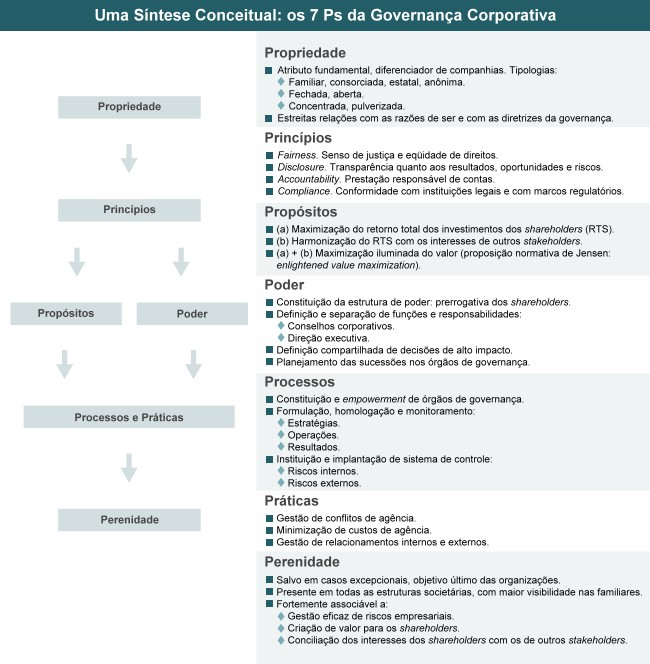 Uma Síntese Conceitual: os 7 Ps da Governança Corporativa
Propriedade
Princípios
Propósitos
Poder
Processos e Práticas
Perenidade
Propriedade
Atributo fundamental, diferenciador de companhias. Tipologias:
Familiar, consorciada, estatal, anônima.
Fechada, aberta.
Concentrada, pulverizada.
Estreitas relações com as razões de ser e com as diretrizes da governança.
Princípios
Fairness. Senso de justiça e eqüidade de direitos.
Disclosure. Transparência quanto aos resultados, oportunidades e riscos.
Accountability. Prestação responsável de contas.
Compliance. Conformidade com instituições legais e com marcos regulatórios.
Propósitos
(a) Maximização do retorno total dos investimentos dos shareholders (RTS).
(b) Harmonização do RTS com os interesses de outros stakeholders.
(a) + (b) Maximização iluminada do valor (proposição normativa de Jensen:
enlightened value maximization).
Poder
Constituição da estrutura de poder: prerrogativa dos shareholders.
Definição e separação de funções e responsabilidades:
Conselhos corporativos.
Direção executiva.
Definição compartilhada de decisões de alto impacto.
Planejamento das sucessões nos órgãos de governança.
Processos
Constituição e empowerment de órgãos de governança.
Formulação, homologação e monitoramento:
Estratégias.
Operações.
Resultados.
Instituição e implantação de sistema de controle:
Riscos internos.
Riscos externos.
Práticas
Gestão de conflitos de agência.
Minimização de custos de agência.
Gestão de relacionamentos internos e externos.
Perenidade
Salvo em casos excepcionais, objetivo último das organizações.
Presente em todas as estruturas societárias, com maior visibilidade nas familiares.
Fortemente associável a:
Gestão eficaz de riscos empresariais.
Criação de valor para os shareholders.
Conciliação dos interesses dos shareholders com os de outros stakeholders.